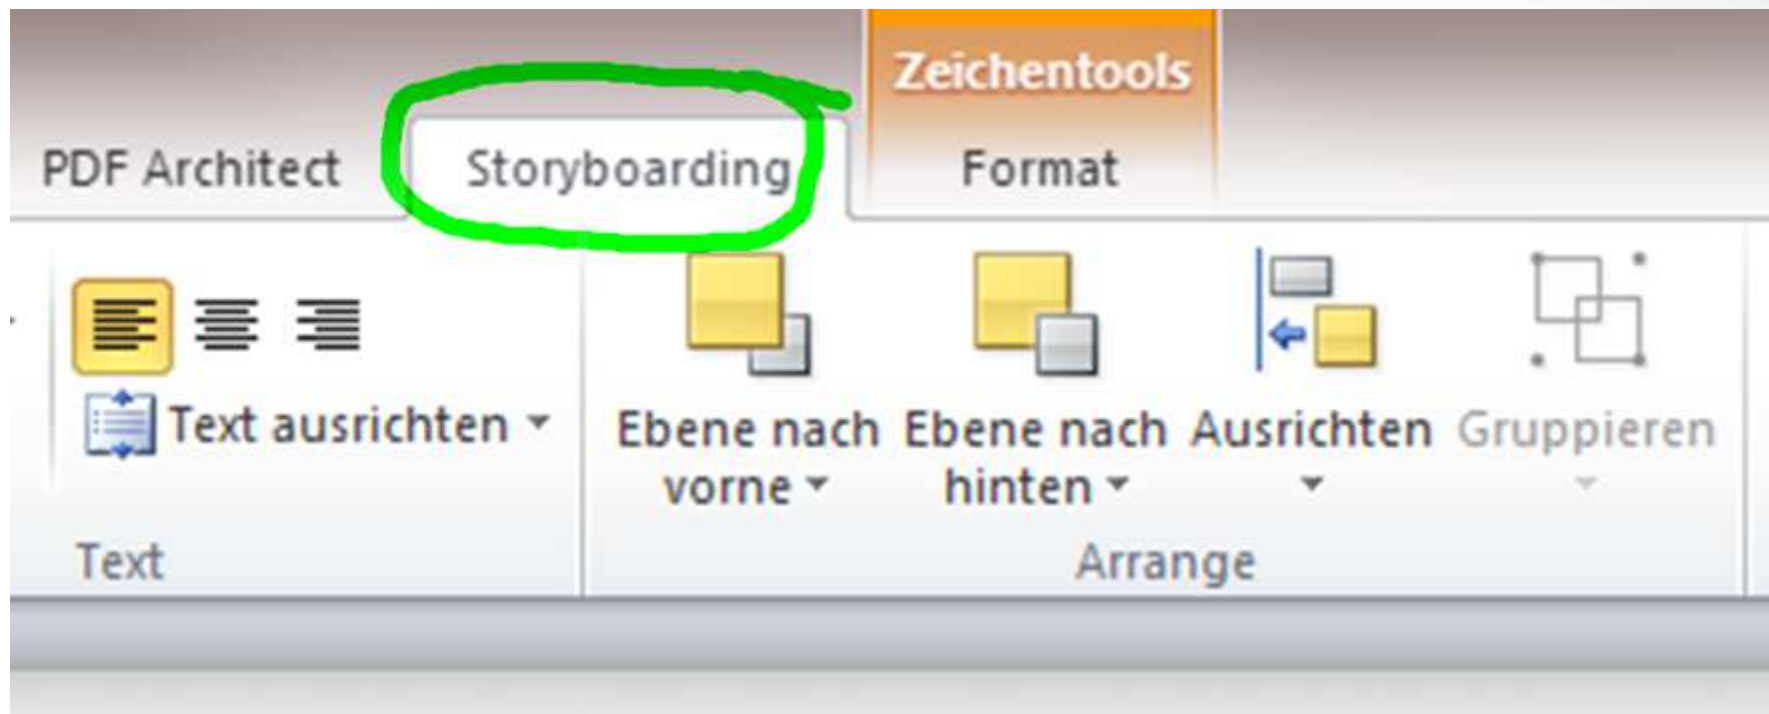 Zeichentools
PDF Architect
Storyboarding
Format
Text ausrichten
Ebene nach
vorne
Ebene nach
hinten
Ausrichten
Gruppieren
Text
Arrange